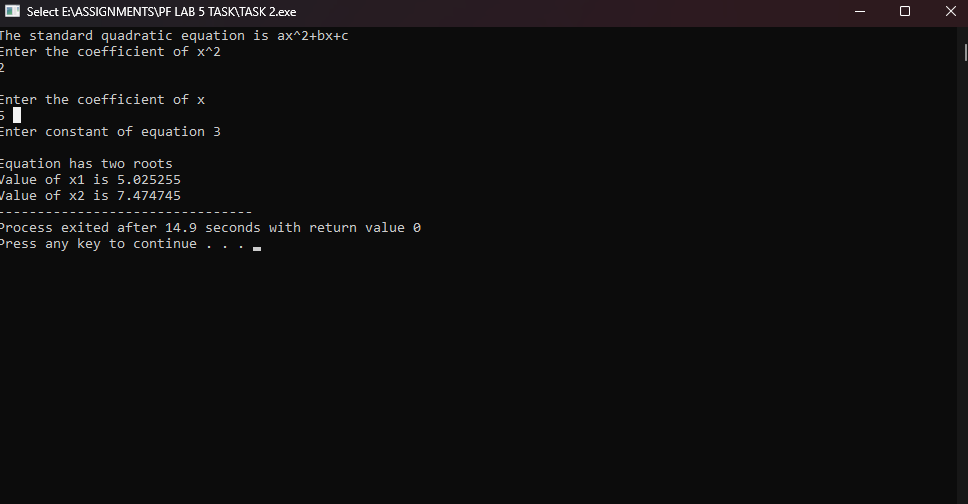 Select E:\ASSIGNMENTS\PF LAB 5 TASK\TASK 2.exe
The standard quadratic equation is ax^2+bx+c
Enter the coefficient of x^2
2
Enter the coefficient of x
5
Enter constant of equation 3
Equation has two roots
Value of x1 is 5.025255
Value of x2 is 7.474745
--------------------------------
Process exited after 14.9 seconds with return value 0
Press any key to continue . . .